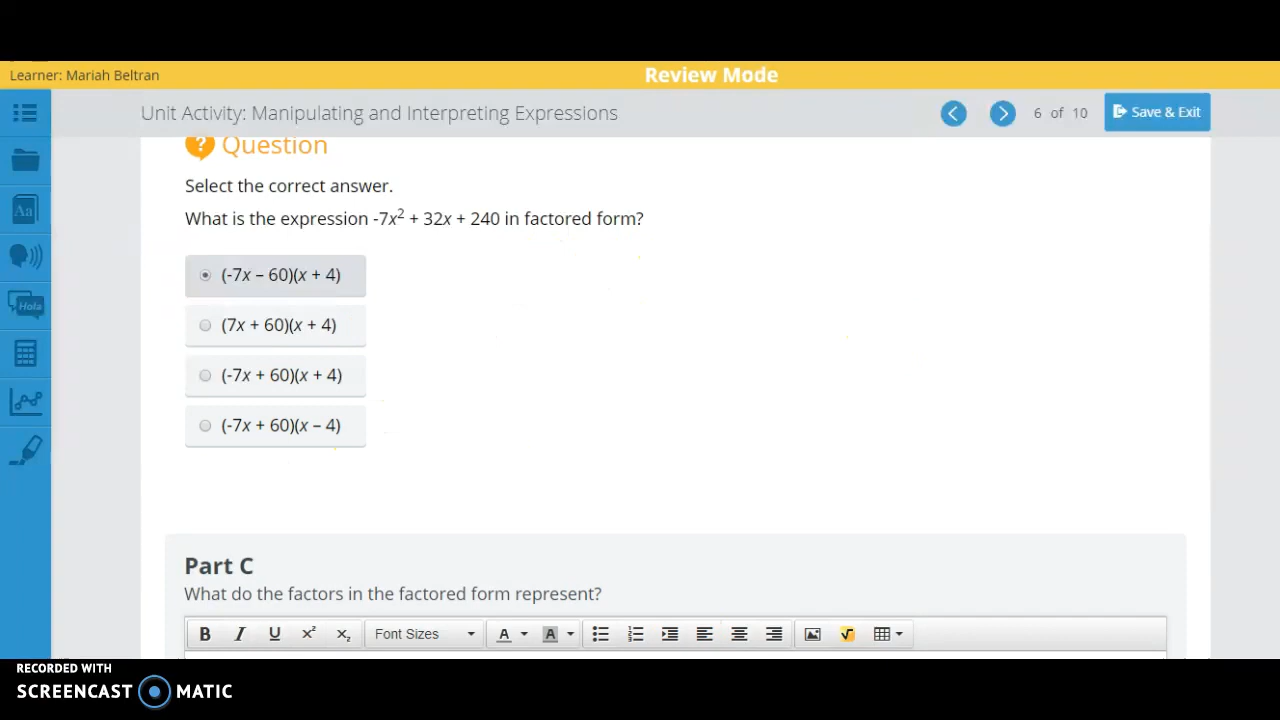 Learner: Mariah Beltran
Review Mode
Unit Activity: Manipulating and Interpreting Expressions
6 of 10
Save & Exit
? Question
Aa
Hola
Select the correct answer.
What is the expression -7x² + 32x + 240 in factored form?
(-7x – 60)(x + 4)
(7x + 60)(x + 4)
(-7x + 60)(x + 4)
(-7x + 60)(x – 4)
Part C
What do the factors in the factored form represent?
B I U x² x₂ Font Sizes A A √
RECORDED WITH
SCREENCAST MATIC